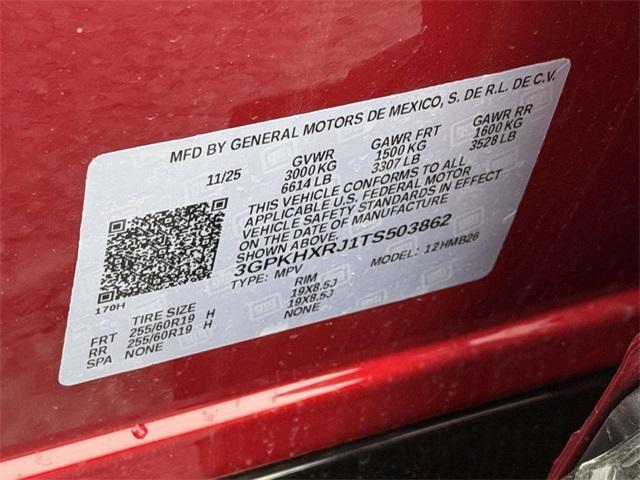 MFD BY GENERAL MOTORS DE MEXICO, S. DE R.L. DE C.V.
11/25 GVWR GAWR FRT GAWR RR
3000 KG 1500 KG 1600 KG
6614 LB 3307 LB 3528 LB
THIS VEHICLE CONFORMS TO ALL
APPLICABLE U.S. FEDERAL MOTOR
VEHICLE SAFETY STANDARDS IN EFFECT
ON THE DATE OF MANUFACTURE
SHOWN ABOVE.
3GPKHXRJ1TS503862
TYPE: MPV MODEL: 12HMB26
170H
TIRE SIZE RIM
FRT 255/60R19 H 19X8.5J
RR 255/60R19 H 19X8.5J
SPA NONE NONE